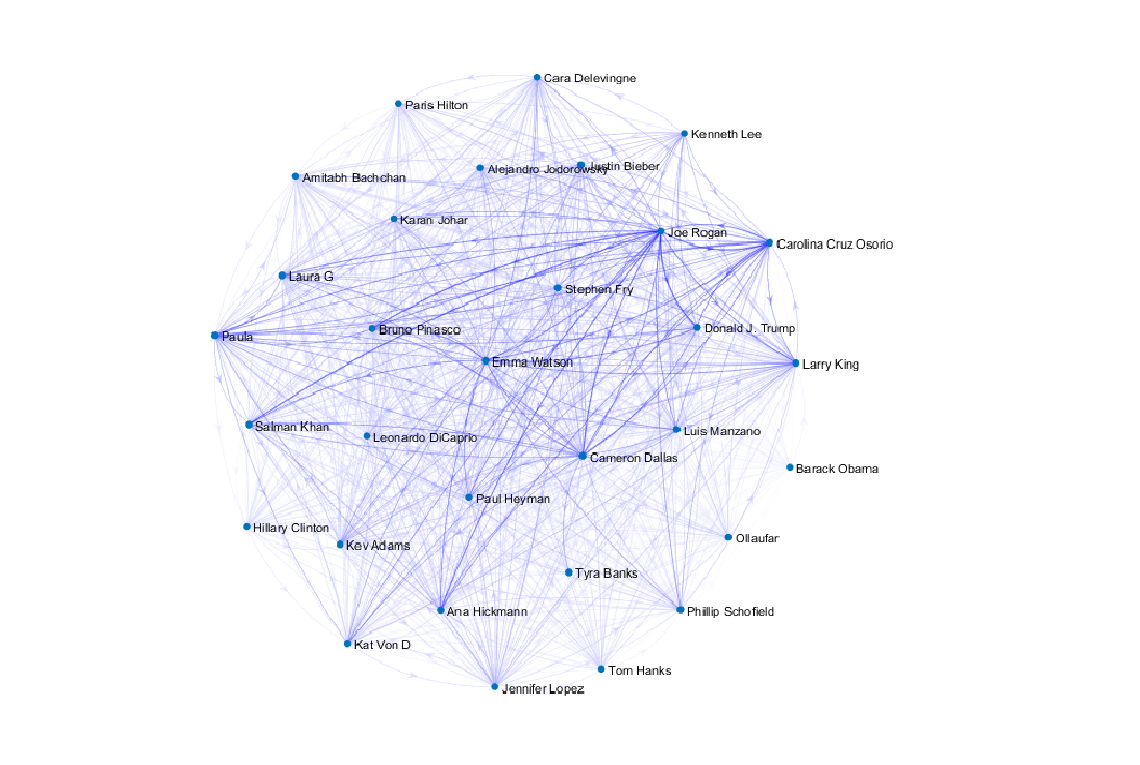 Cara Delevingne
Paris Hilton
Kenneth Lee
Alejandro Jodorowsky
Justin Bieber
Amitabh Bachchan
Karan Johar
Joe Rogan
Carolina Cruz Osorio
Laura G
Stephen Fry
Bruno Pinasco
Donald J. Trump
Paula
Emma Watson
Larry King
Salman Khan
Luis Manzano
Leonardo DiCaprio
Cameron Dallas
Barack Obama
Paul Heyman
Hillary Clinton
Kev Adams
Ollaufar
Tyra Banks
Ana Hickmann
Phillip Schofield
Kat Von D
Tom Hanks
Jennifer Lopez